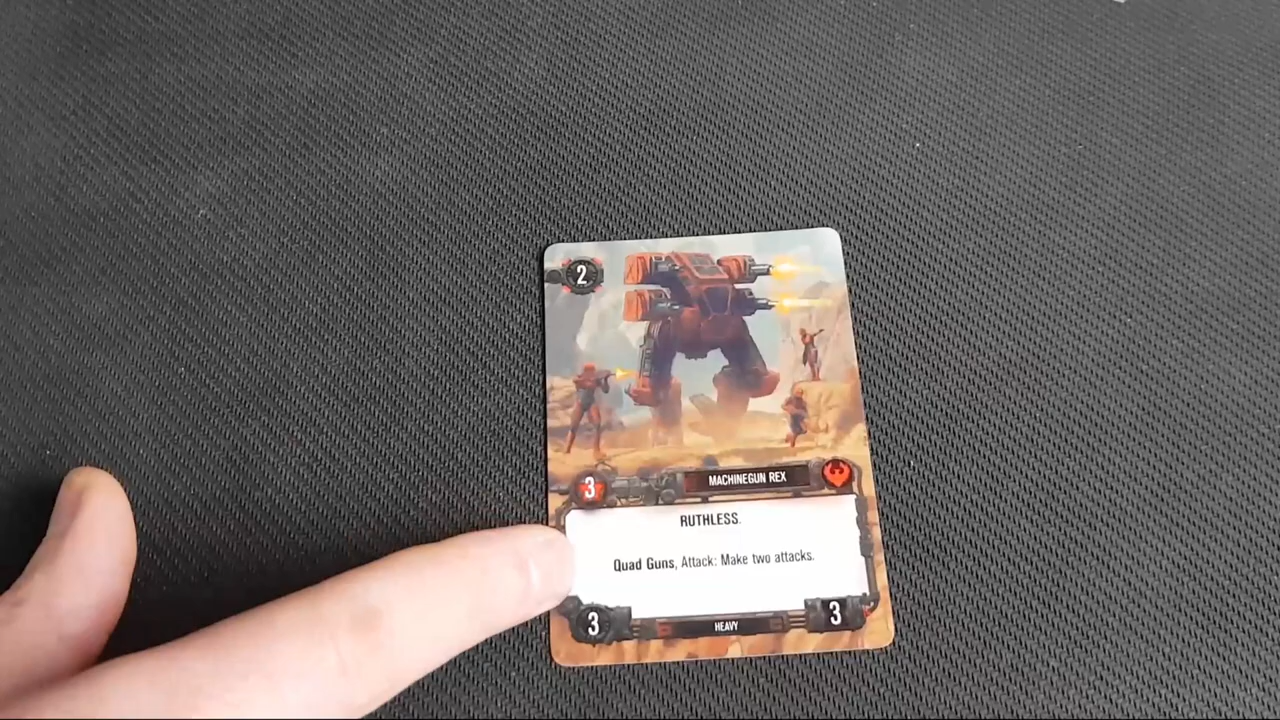 2
3
MACHINEGUN REX
RUTHLESS.
Quad Guns, Attack: Make two attacks.
3
HEAVY
3